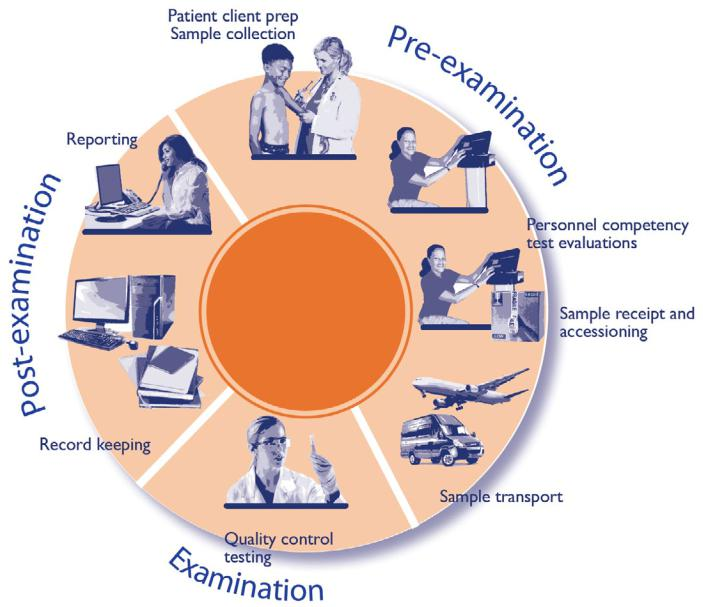 Patient client prep
Sample collection
Pre-examination
Reporting
Personnel competency
test evaluations
Sample receipt and
accessioning
Post-examination
Record keeping
Sample transport
Quality control
testing
Examination